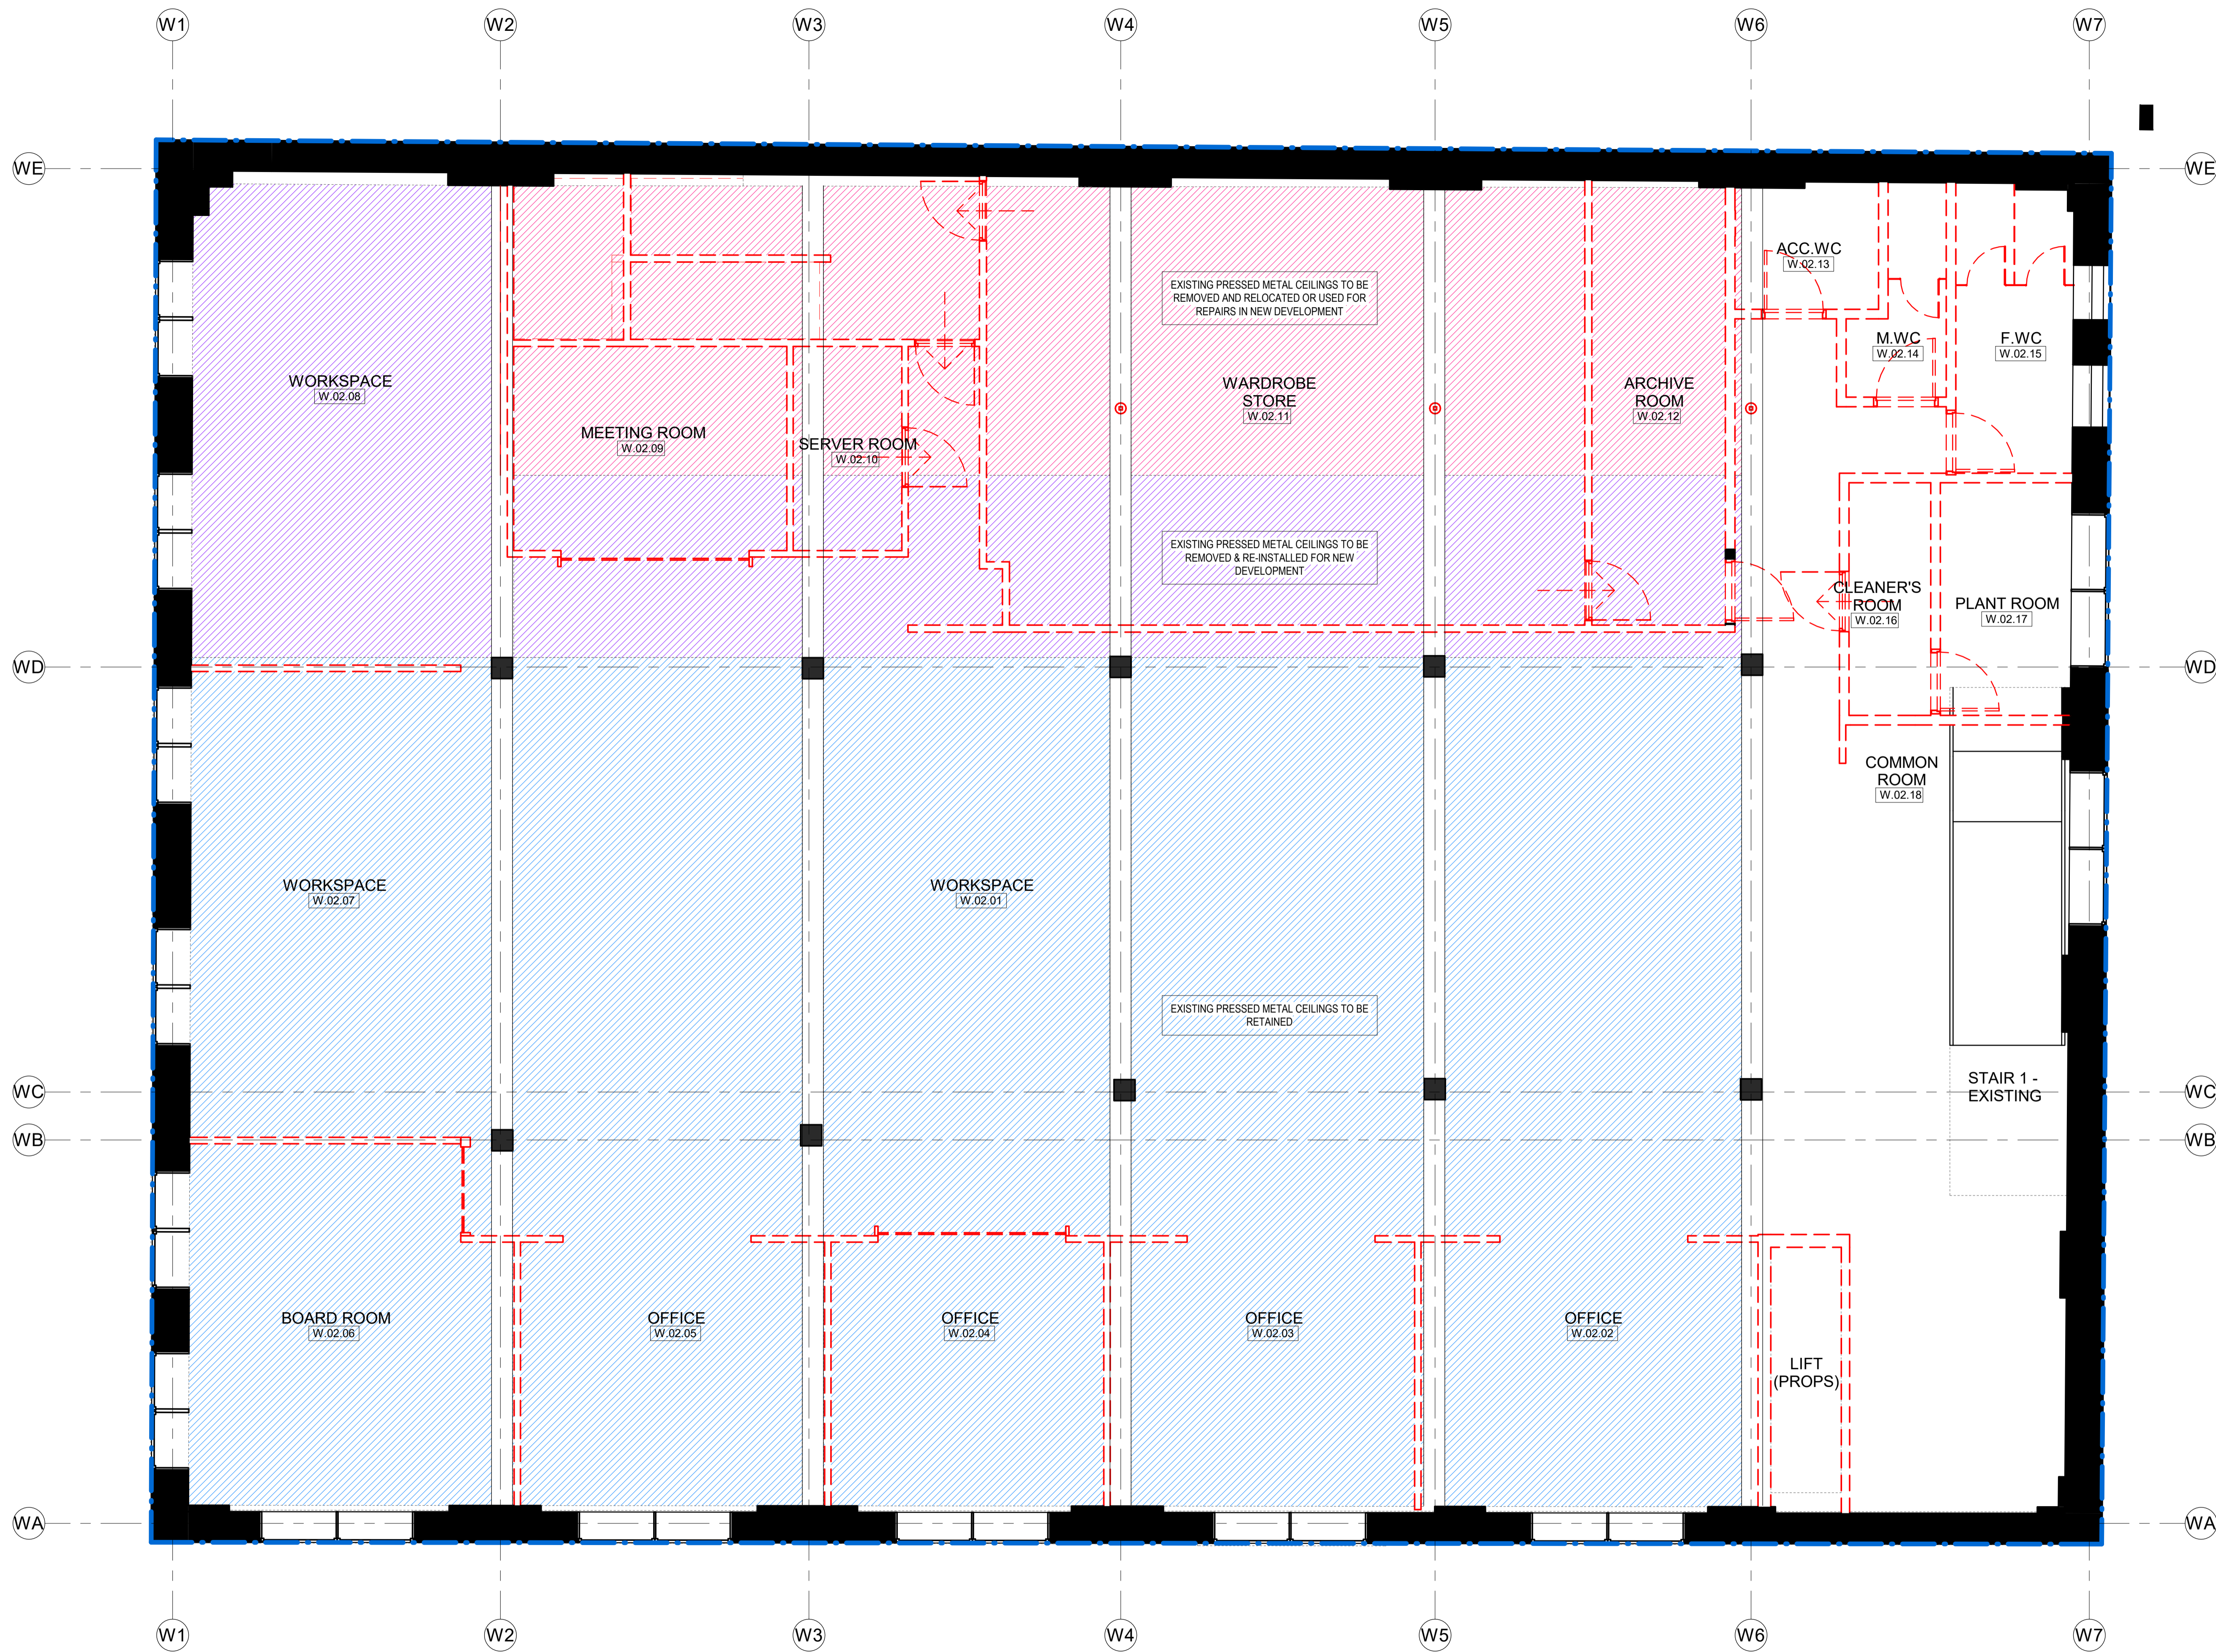 W1 W2 W3 W4 W5 W6 W7
WE WE
ACC.WC
W.02.13
EXISTING PRESSED METAL CEILINGS TO BE
REMOVED AND RELOCATED OR USED FOR
REPAIRS IN NEW DEVELOPMENT
M.WC
W.02.14
F.WC
W.02.15
WORKSPACE
W.02.08
WARDROBE
STORE
W.02.11
ARCHIVE
ROOM
W.02.12
MEETING ROOM
W.02.09
SERVER ROOM
W.02.10
EXISTING PRESSED METAL CEILINGS TO BE
REMOVED & RE-INSTALLED FOR NEW
DEVELOPMENT
CLEANER'S
ROOM
W.02.16
PLANT ROOM
W.02.17
WD WD
COMMON
ROOM
W.02.18
WORKSPACE
W.02.07
WORKSPACE
W.02.01
EXISTING PRESSED METAL CEILINGS TO BE
RETAINED
STAIR 1 -
EXISTING
WC WC
WB WB
BOARD ROOM
W.02.06
OFFICE
W.02.05
OFFICE
W.02.04
OFFICE
W.02.03
OFFICE
W.02.02
LIFT
(PROPS)
WA WA
W1 W2 W3 W4 W5 W6 W7